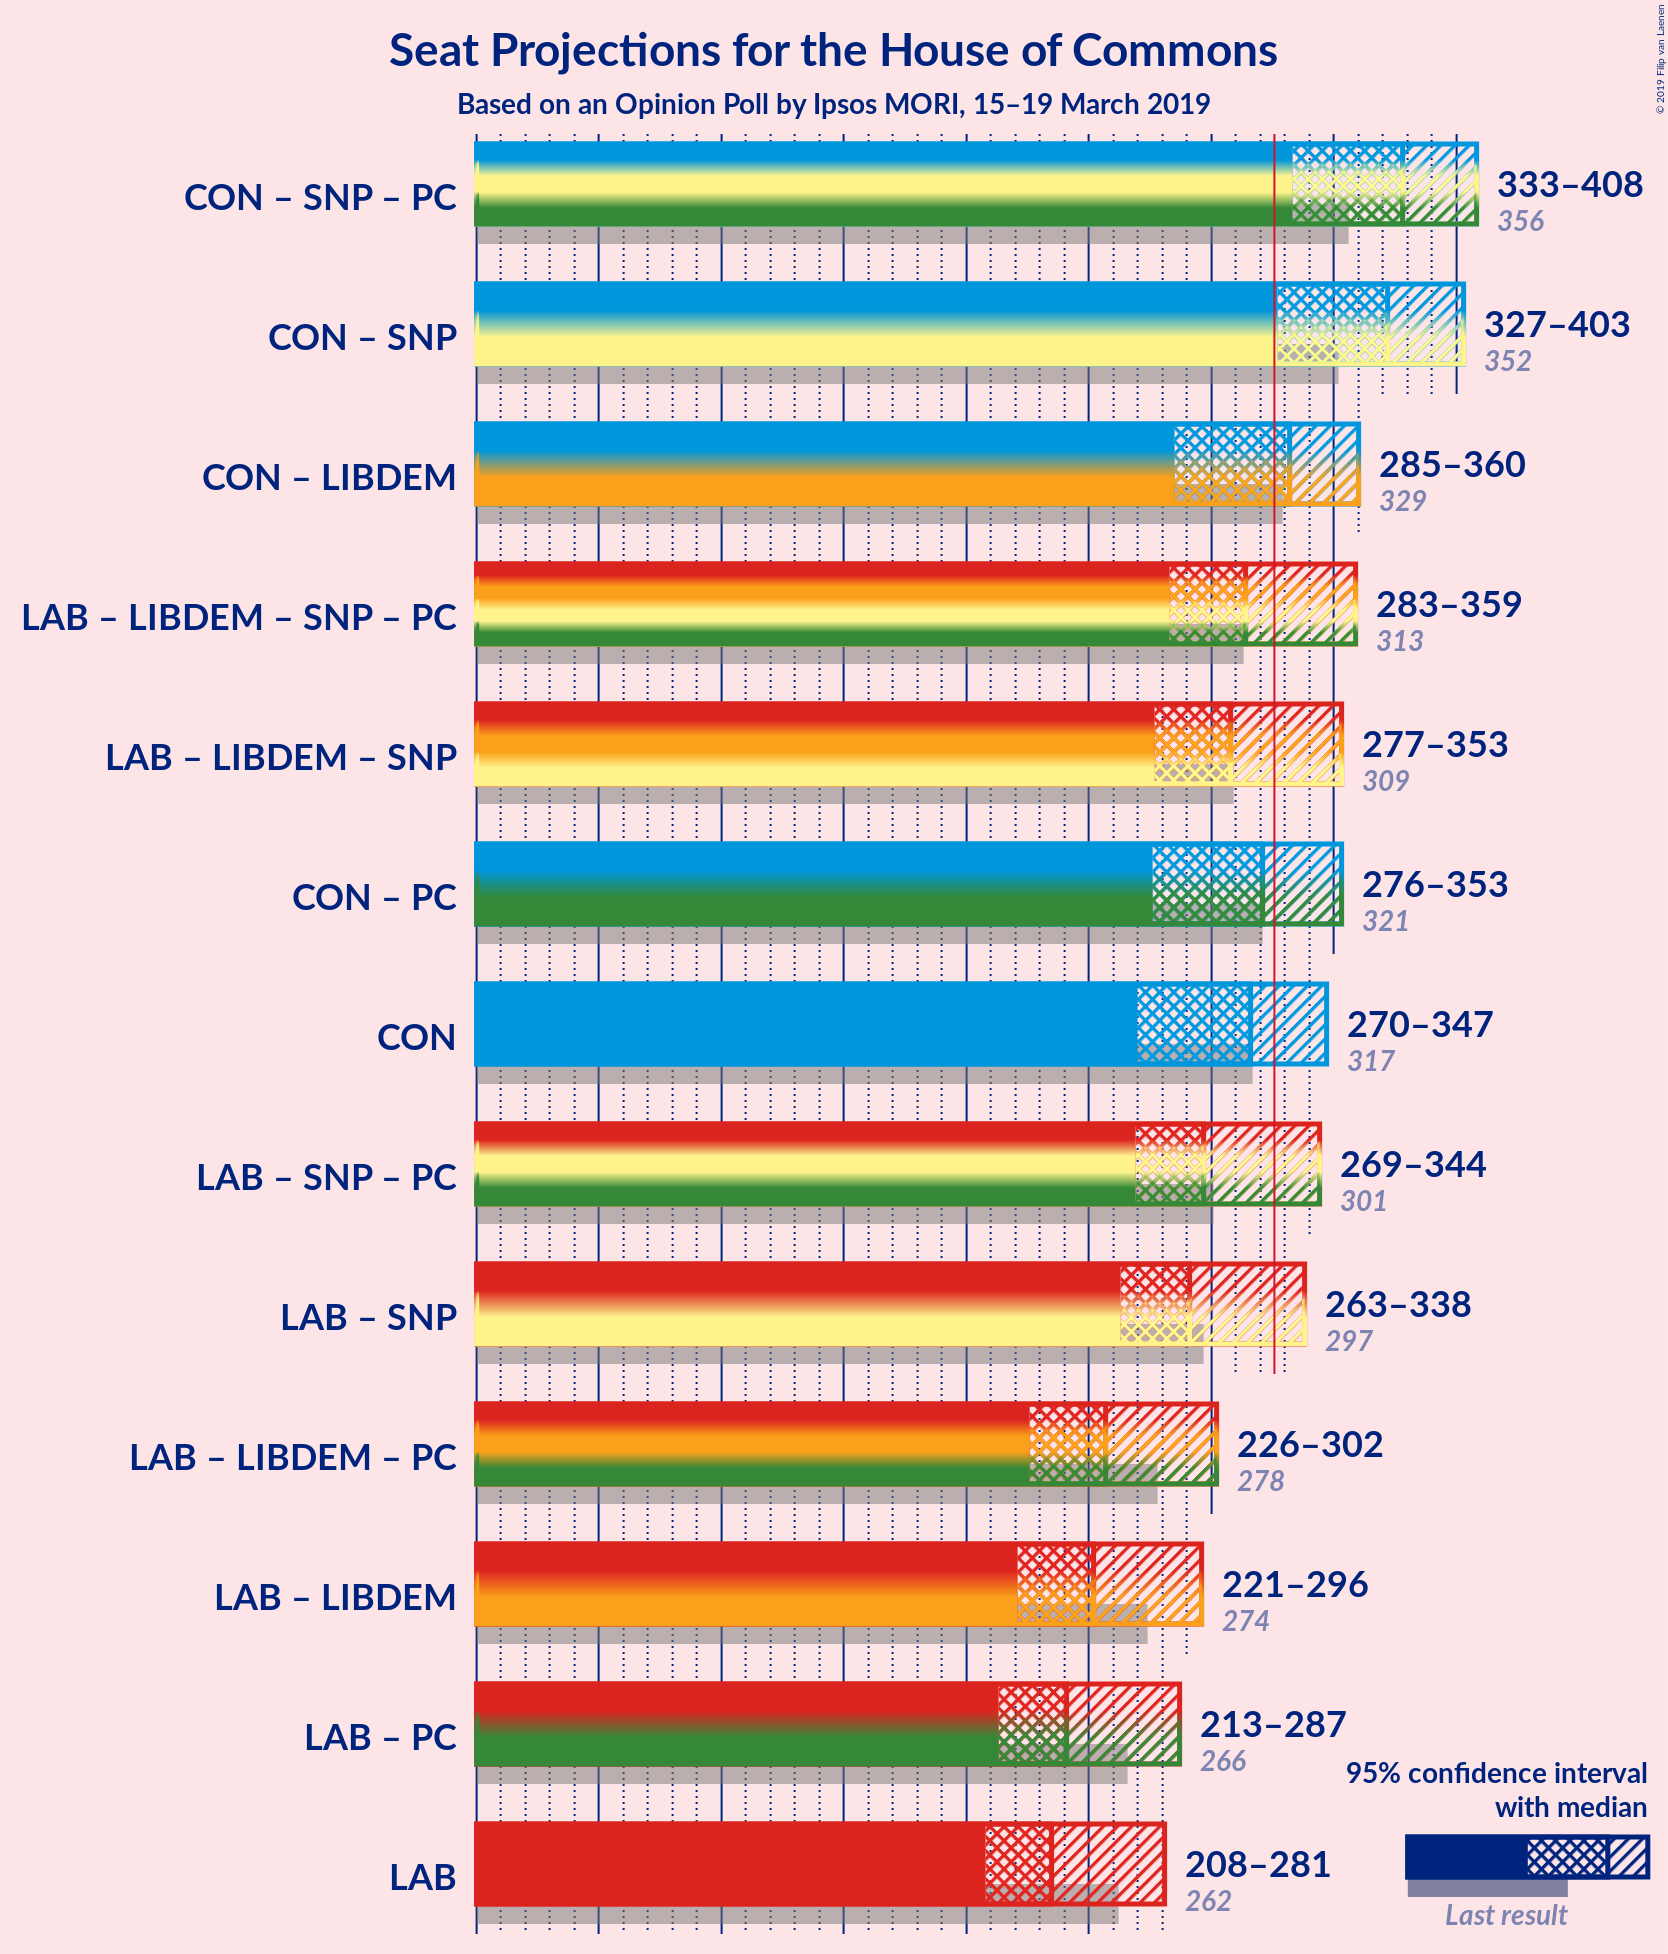 Seat Projections for the House of Commons
Based on an Opinion Poll by Ipsos MORI, 15–19 March 2019
© 2019 Filip van Laenen
CON – SNP – PC
333–408
356
CON – SNP
327–403
352
CON – LIBDEM
285–360
329
LAB – LIBDEM – SNP – PC
283–359
313
LAB – LIBDEM – SNP
277–353
309
CON – PC
276–353
321
CON
270–347
317
LAB – SNP – PC
269–344
301
LAB – SNP
263–338
297
LAB – LIBDEM – PC
226–302
278
LAB – LIBDEM
221–296
274
LAB – PC
213–287
266
LAB
208–281
262
95% confidence interval
with median
Last result